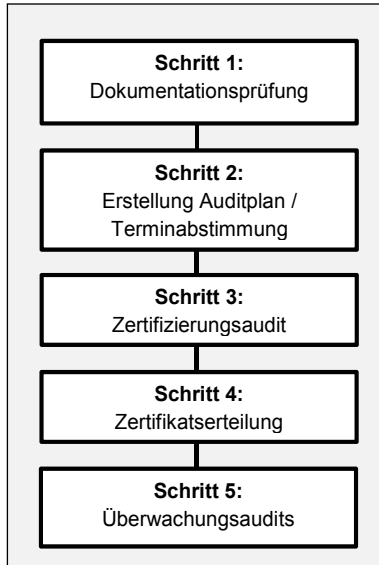 Schritt 1:
Dokumentationsprüfung
Schritt 2:
Erstellung Auditplan /
Terminabstimmung
Schritt 3:
Zertifizierungsaudit
Schritt 4:
Zertifikatserteilung
Schritt 5:
Überwachungsaudits